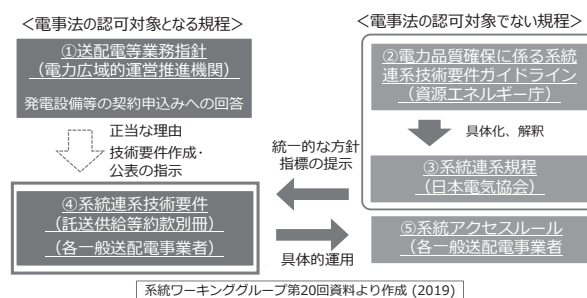 ＜電事法の認可対象となる規程＞
①送配電等業務指針
（電力広域的運営推進機関）
発電設備等の契約申込みへの回答
正当な理由
技術要件作成・
公表の指示
④系統連系技術要件
（託送供給等約款別冊）
（各一般送配電事業者）
＜電事法の認可対象でない規程＞
②電力品質確保に係る系統
連系技術要件ガイドライン
（資源エネルギー庁）
具体化、解釈
③系統連系規程
（日本電気協会）
統一的な方針
指標の提示
具体的運用
⑤系統アクセスルール
（各一般送配電事業者
系統ワーキンググループ第20回資料より作成 (2019)